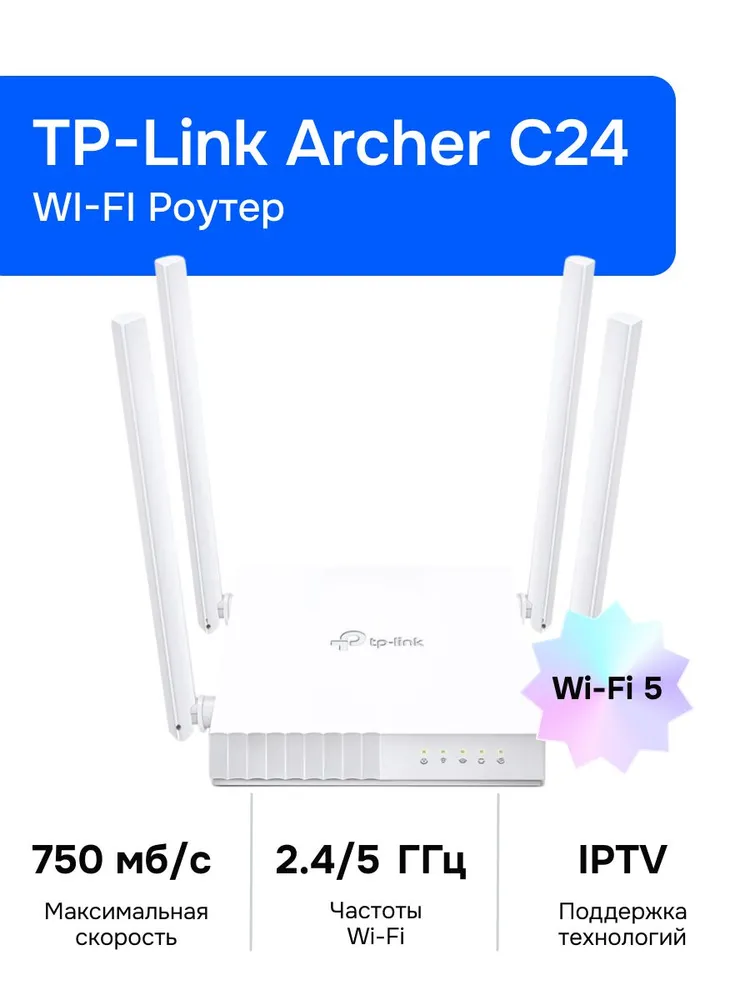 TP-Link Archer C24
WI-FI Роутер
tp-link
Wi-Fi 5
750 мб/с
Максимальная
скорость
2.4/5 ГГц
Частоты
Wi-Fi
IPTV
Поддержка
технологий